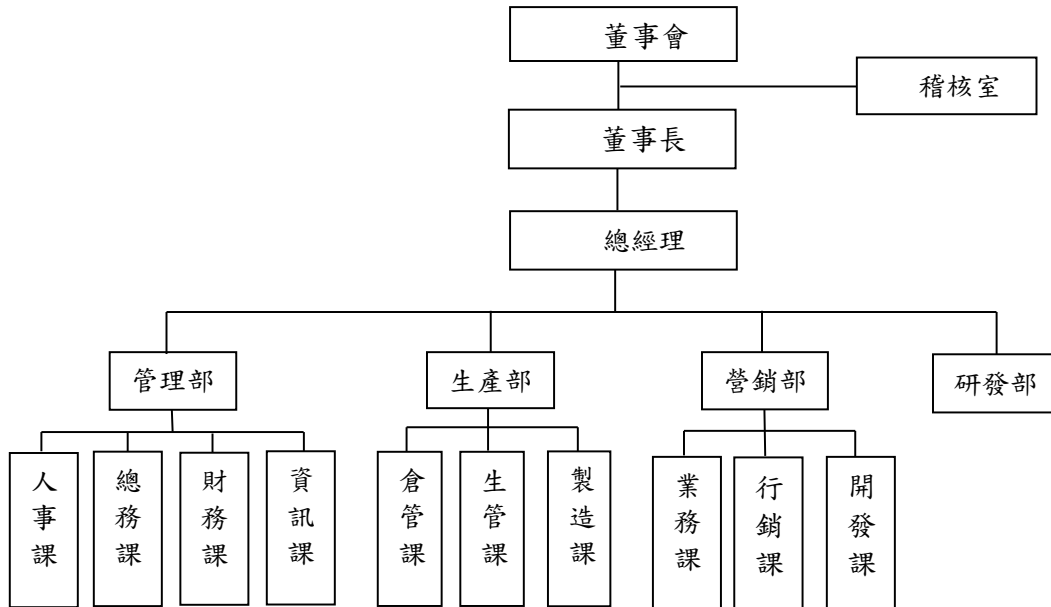 董事會
稽核室
董事長
總經理
管理部
生產部
營銷部
研發部
人事課
總務課
財務課
資訊課
倉管課
生管課
製造課
業務課
行銷課
開發課